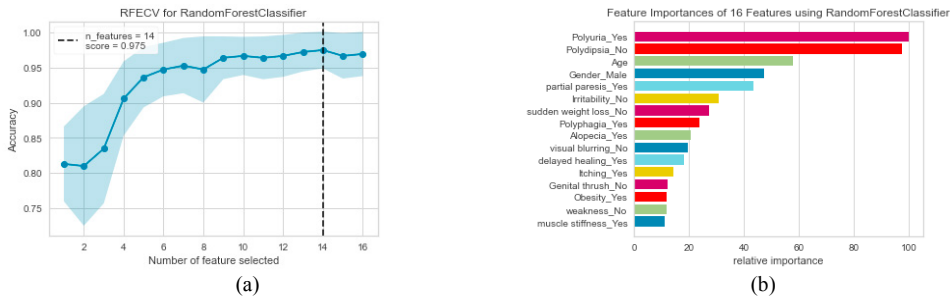 RFECV for RandomForestClassifier
n_features = 14
score = 0.975
1.00
0.95
0.90
0.85
0.80
0.75
Accuracy
2 4 6 8 10 12 14 16
Number of feature selected
(a)
Feature Importances of 16 Features using RandomForestClassifier
Polyuria_Yes
Polydipsia_No
Age
Gender_Male
partial paresis_Yes
Irritability_No
sudden weight loss_No
Polyphagia_Yes
Alopecia_Yes
visual blurring_No
delayed healing_Yes
Itching_Yes
Genital thrush_No
Obesity_Yes
weakness_No
muscle stiffness_Yes
0 20 40 60 80 100
relative importance
(b)